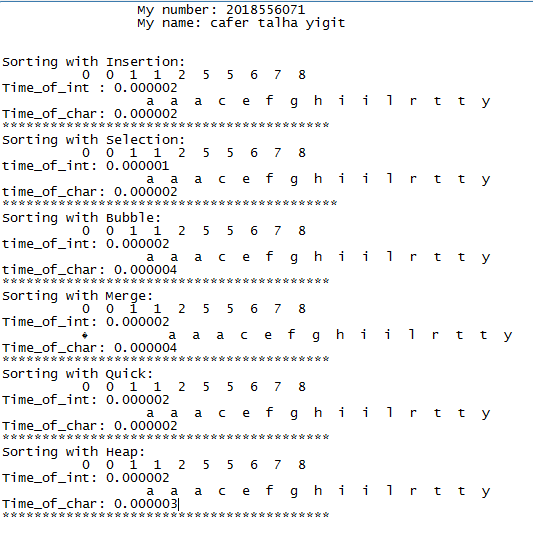 My number: 2018556071
My name: cafer talha yigit
Sorting with Insertion:
0 0 1 1 2 5 5 6 7 8
Time_of_int : 0.000002
a a a c e f g h i i l r t t y
Time_of_char: 0.000002
*****************************************
Sorting with Selection:
0 0 1 1 2 5 5 6 7 8
time_of_int: 0.000001
a a a c e f g h i i l r t t y
time_of_char: 0.000002
******************************************
Sorting with Bubble:
0 0 1 1 2 5 5 6 7 8
time_of_int: 0.000002
a a a c e f g h i i l r t t y
time_of_char: 0.000004
*****************************************
Sorting with Merge:
0 0 1 1 2 5 5 6 7 8
Time_of_int: 0.000002
a a a c e f g h i i l r t t y
Time_of_char: 0.000004
*****************************************
Sorting with Quick:
0 0 1 1 2 5 5 6 7 8
Time_of_int: 0.000002
a a a c e f g h i i l r t t y
Time_of_char: 0.000002
*****************************************
Sorting with Heap:
0 0 1 1 2 5 5 6 7 8
Time_of_int: 0.000002
a a a c e f g h i i l r t t y
Time_of_char: 0.000003
*****************************************